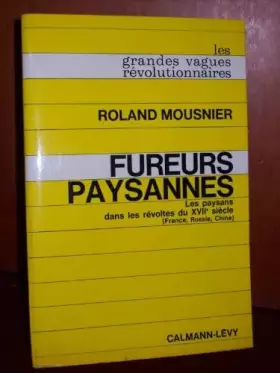 les
grandes vagues
révolutionnaires
ROLAND MOUSNIER
FUREURS
PAYSANNES
Les paysans
dans les révoltes du XVIIe siècle
(France, Russie, Chine)
CALMANN-LÉVY